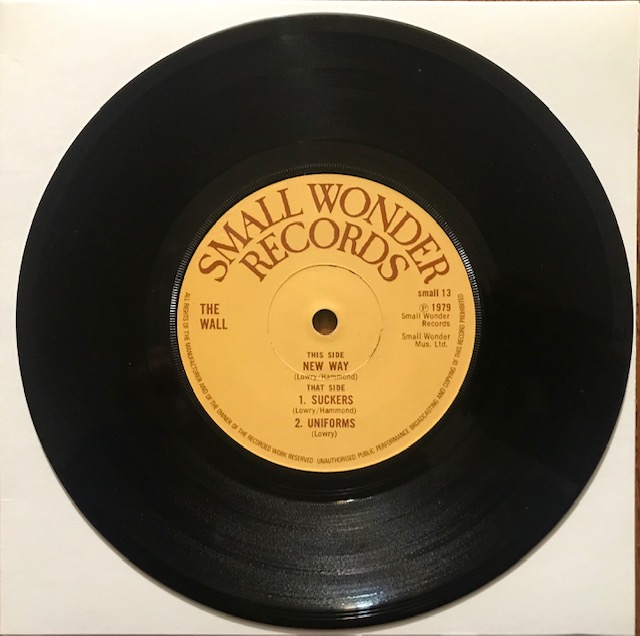 SMALL WONDER
RECORDS
small 13
THE
WALL
℗ 1979
Small Wonder
Records
Small Wonder
Mus. Ltd.
THIS SIDE
NEW WAY
(Lowry/Hammond)
THAT SIDE
1. SUCKERS
(Lowry/Hammond)
2. UNIFORMS
(Lowry)
ALL RIGHTS OF THE MANUFACTURER AND OF THE OWNER OF THE RECORDED WORK RESERVED · UNAUTHORISED PUBLIC PERFORMANCE BROADCASTING AND COPYING OF THIS RECORD PROHIBITED